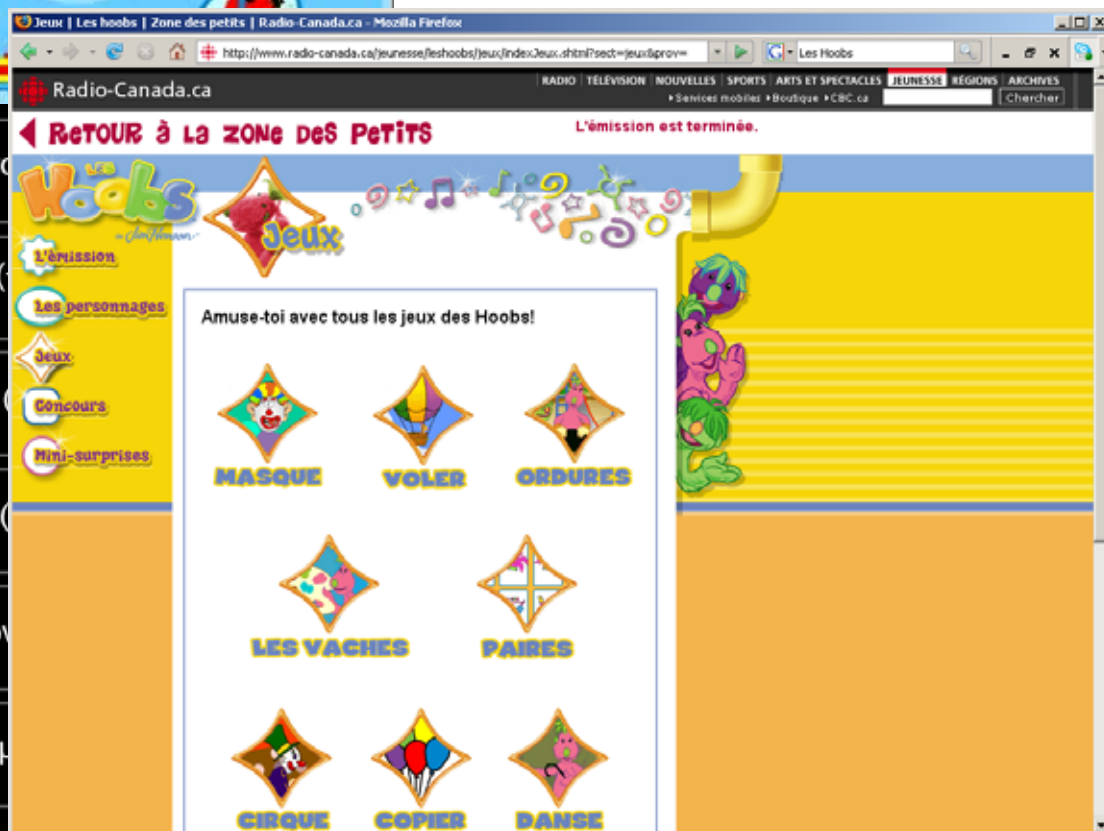 Jeux | Les hoobs | Zone des petits | Radio-Canada.ca - Mozilla Firefox
http://www.radio-canada.ca/jeunesse/leshoobs/jeux/indexJeux.shtml?sect=jeux&prov=
Les Hoobs
Radio-Canada.ca
RADIO TÉLÉVISION NOUVELLES SPORTS ARTS ET SPECTACLES JEUNESSE RÉGIONS ARCHIVES
Services mobiles Boutique CBC.ca Chercher
RETOUR à La ZONE DES PETITS
L'émission est terminée.
LES Hoobs
Jim Henson
Jeux
L'émission
Les personnages
Jeux
Concours
Mini-surprises
Amuse-toi avec tous les jeux des Hoobs!
MASQUE VOLER ORDURES
LES VACHES PAIRES
CIRQUE COPIER DANSE